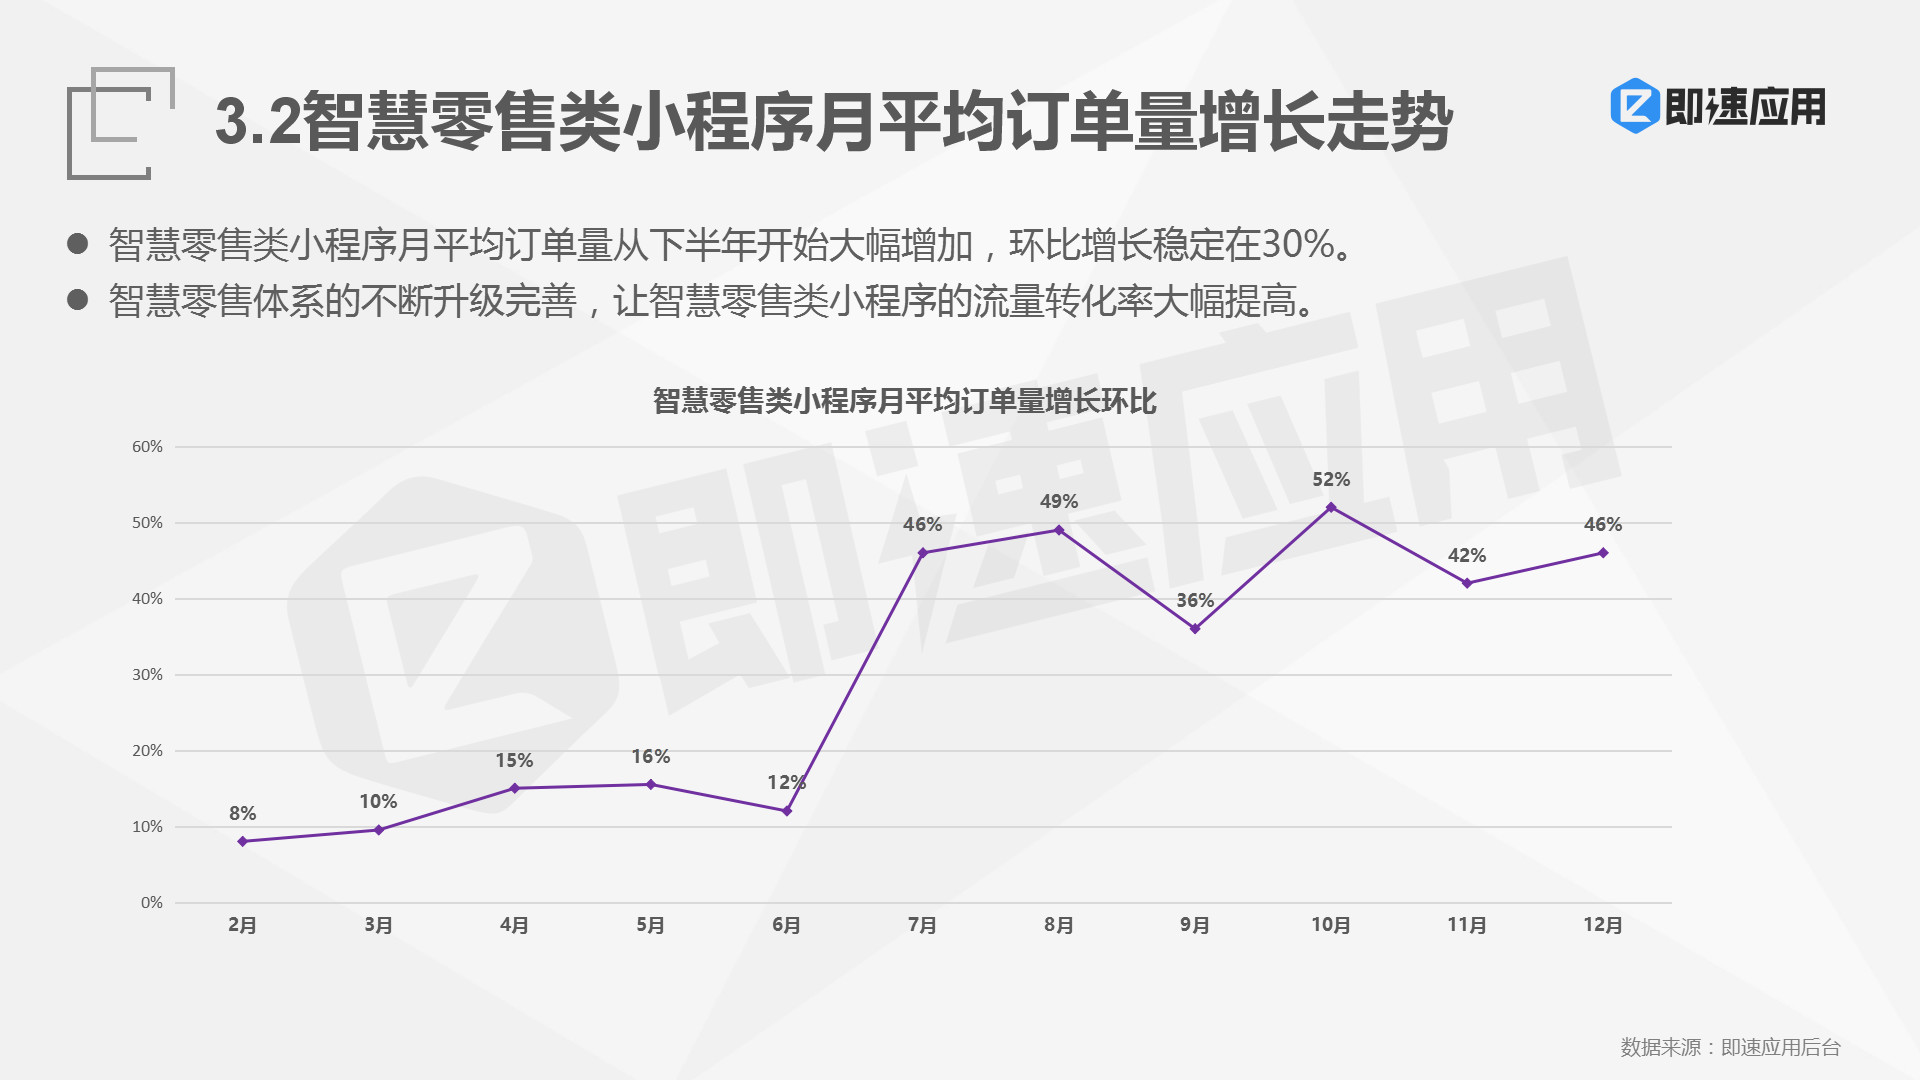 3.2智慧零售类小程序月平均订单量增长走势
即速应用
智慧零售类小程序月平均订单量从下半年开始大幅增加，环比增长稳定在30%。
智慧零售体系的不断升级完善，让智慧零售类小程序的流量转化率大幅提高。
智慧零售类小程序月平均订单量增长环比
60%
50%
40%
30%
20%
10%
0%
8%
10%
15%
16%
12%
46%
49%
36%
52%
42%
46%
2月
3月
4月
5月
6月
7月
8月
9月
10月
11月
12月
即速应用
数据来源：即速应用后台